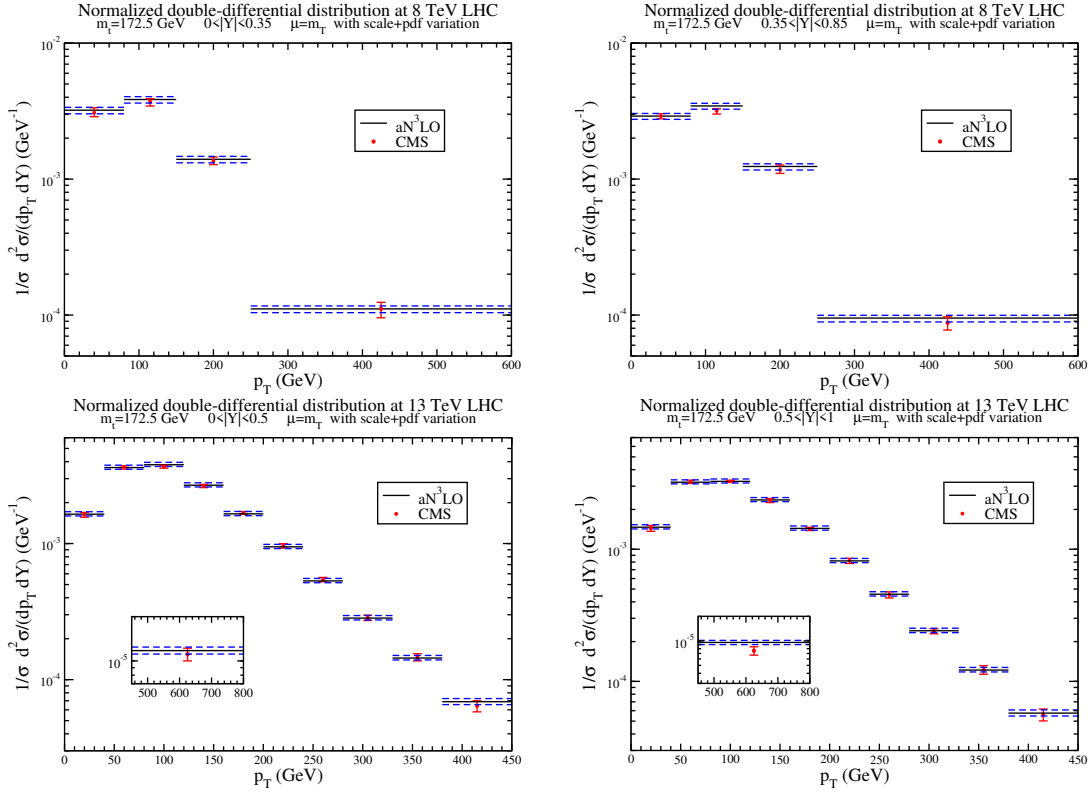 Normalized double-differential distribution at 8 TeV LHC
m_t=172.5 GeV 0<|Y|<0.35 μ=m_T with scale+pdf variation
1/σ d²σ/(dp_T dY) (GeV⁻¹)
10⁻²
10⁻³
10⁻⁴
aN³LO
CMS
0 100 200 300 400 500 600
p_T (GeV)
Normalized double-differential distribution at 8 TeV LHC
m_t=172.5 GeV 0.35<|Y|<0.85 μ=m_T with scale+pdf variation
1/σ d²σ/(dp_T dY) (GeV⁻¹)
10⁻²
10⁻³
10⁻⁴
aN³LO
CMS
0 100 200 300 400 500 600
p_T (GeV)
Normalized double-differential distribution at 13 TeV LHC
m_t=172.5 GeV 0<|Y|<0.5 μ=m_T with scale+pdf variation
1/σ d²σ/(dp_T dY) (GeV⁻¹)
10⁻³
10⁻⁴
aN³LO
CMS
10⁻⁵
500 600 700 800
0 50 100 150 200 250 300 350 400 450
p_T (GeV)
Normalized double-differential distribution at 13 TeV LHC
m_t=172.5 GeV 0.5<|Y|<1 μ=m_T with scale+pdf variation
1/σ d²σ/(dp_T dY) (GeV⁻¹)
10⁻³
10⁻⁴
aN³LO
CMS
10⁻⁵
500 600 700 800
0 50 100 150 200 250 300 350 400 450
p_T (GeV)